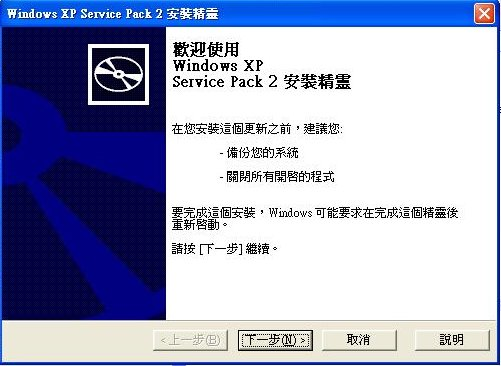 Windows XP Service Pack 2 安裝精靈
歡迎使用
Windows XP
Service Pack 2 安裝精靈
在您安裝這個更新之前，建議您:
- 備份您的系統
- 關閉所有開啓的程式
要完成這個安裝，Windows 可能要求在完成這個精靈後
重新啓動。
請按 [下一步] 繼續。
< 上一步(B)
下一步(N) >
取消
說明